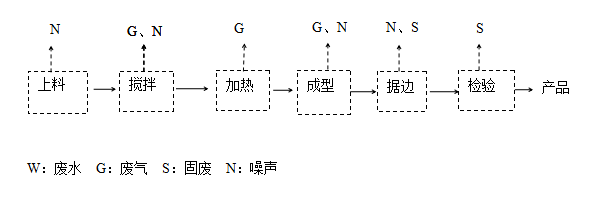 N G、N G G、N N、S S
上料 搅拌 加热 成型 据边 检验 产品
W：废水 G：废气 S：固废 N：噪声